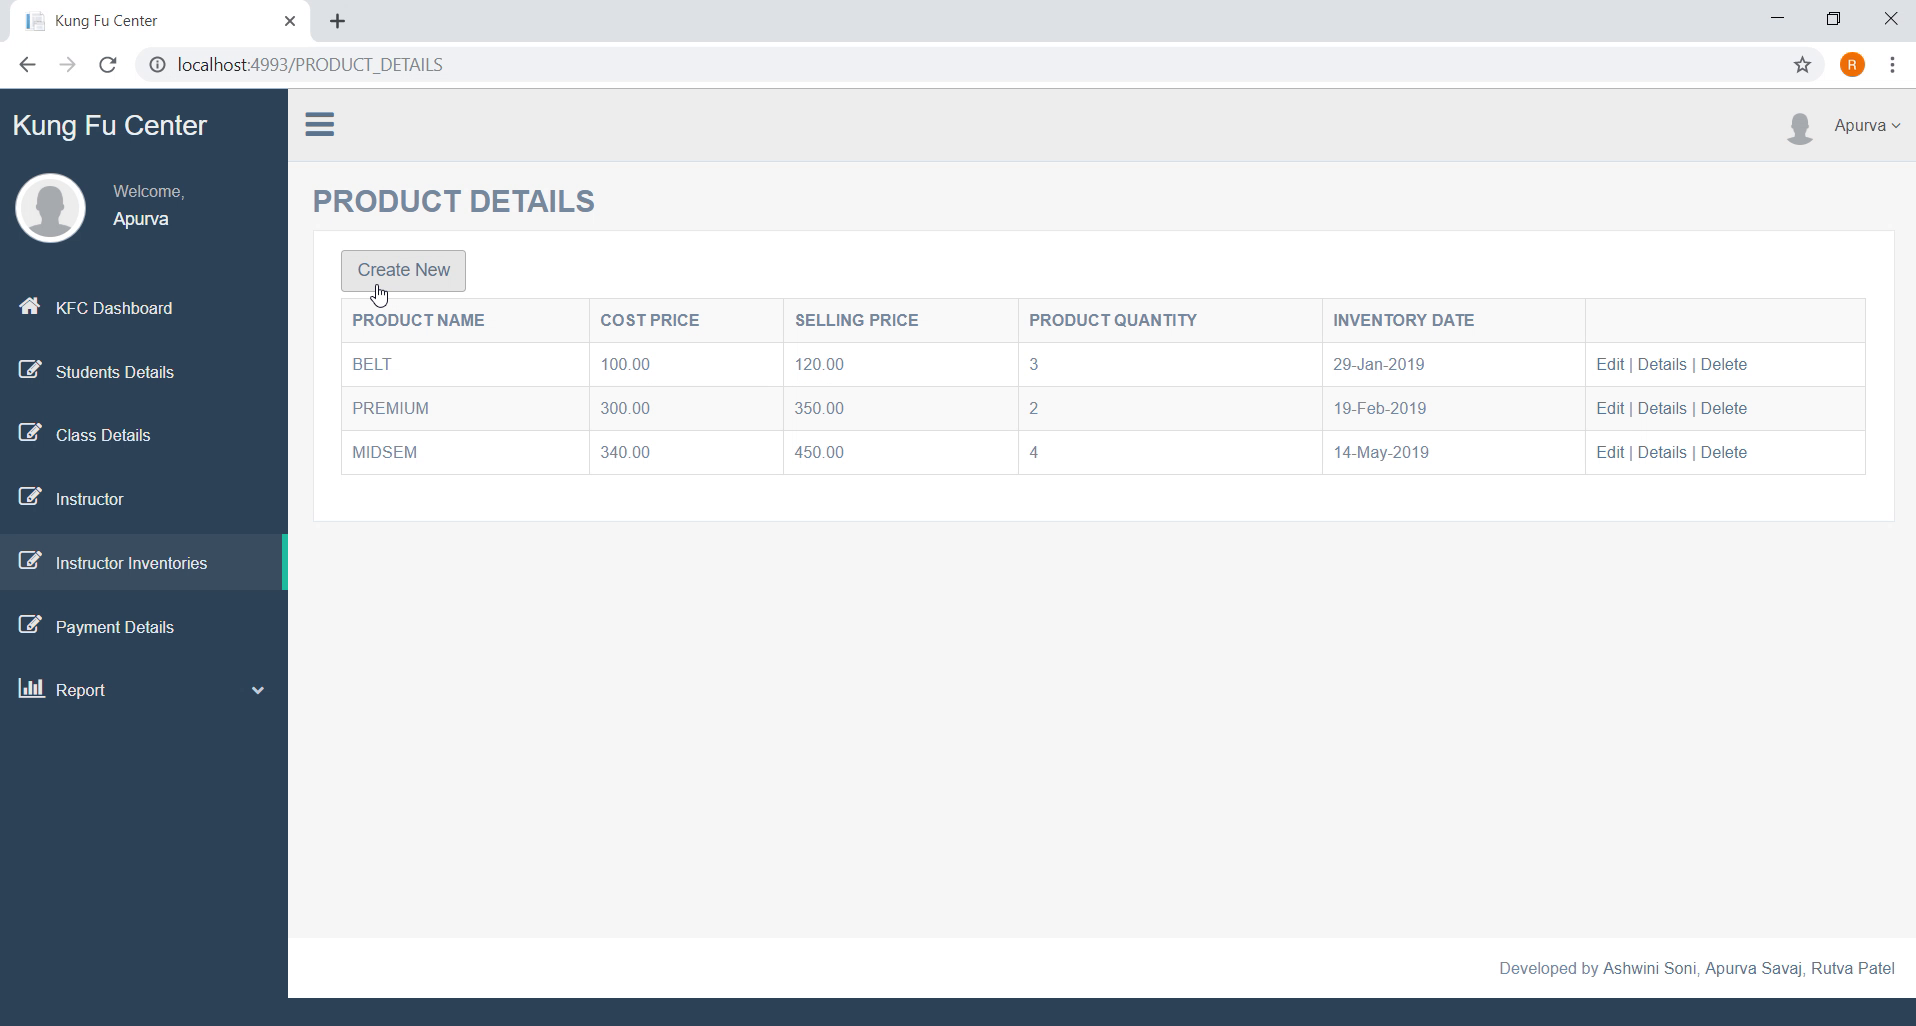 Kung Fu Center
localhost:4993/PRODUCT_DETAILS
R
Kung Fu Center
Apurva
Welcome,
Apurva
KFC Dashboard
Students Details
Class Details
Instructor
Instructor Inventories
Payment Details
Report
PRODUCT DETAILS
Create New
PRODUCT NAME COST PRICE SELLING PRICE PRODUCT QUANTITY INVENTORY DATE
BELT 100.00 120.00 3 29-Jan-2019 Edit | Details | Delete
PREMIUM 300.00 350.00 2 19-Feb-2019 Edit | Details | Delete
MIDSEM 340.00 450.00 4 14-May-2019 Edit | Details | Delete
Developed by Ashwini Soni, Apurva Savaj, Rutva Patel